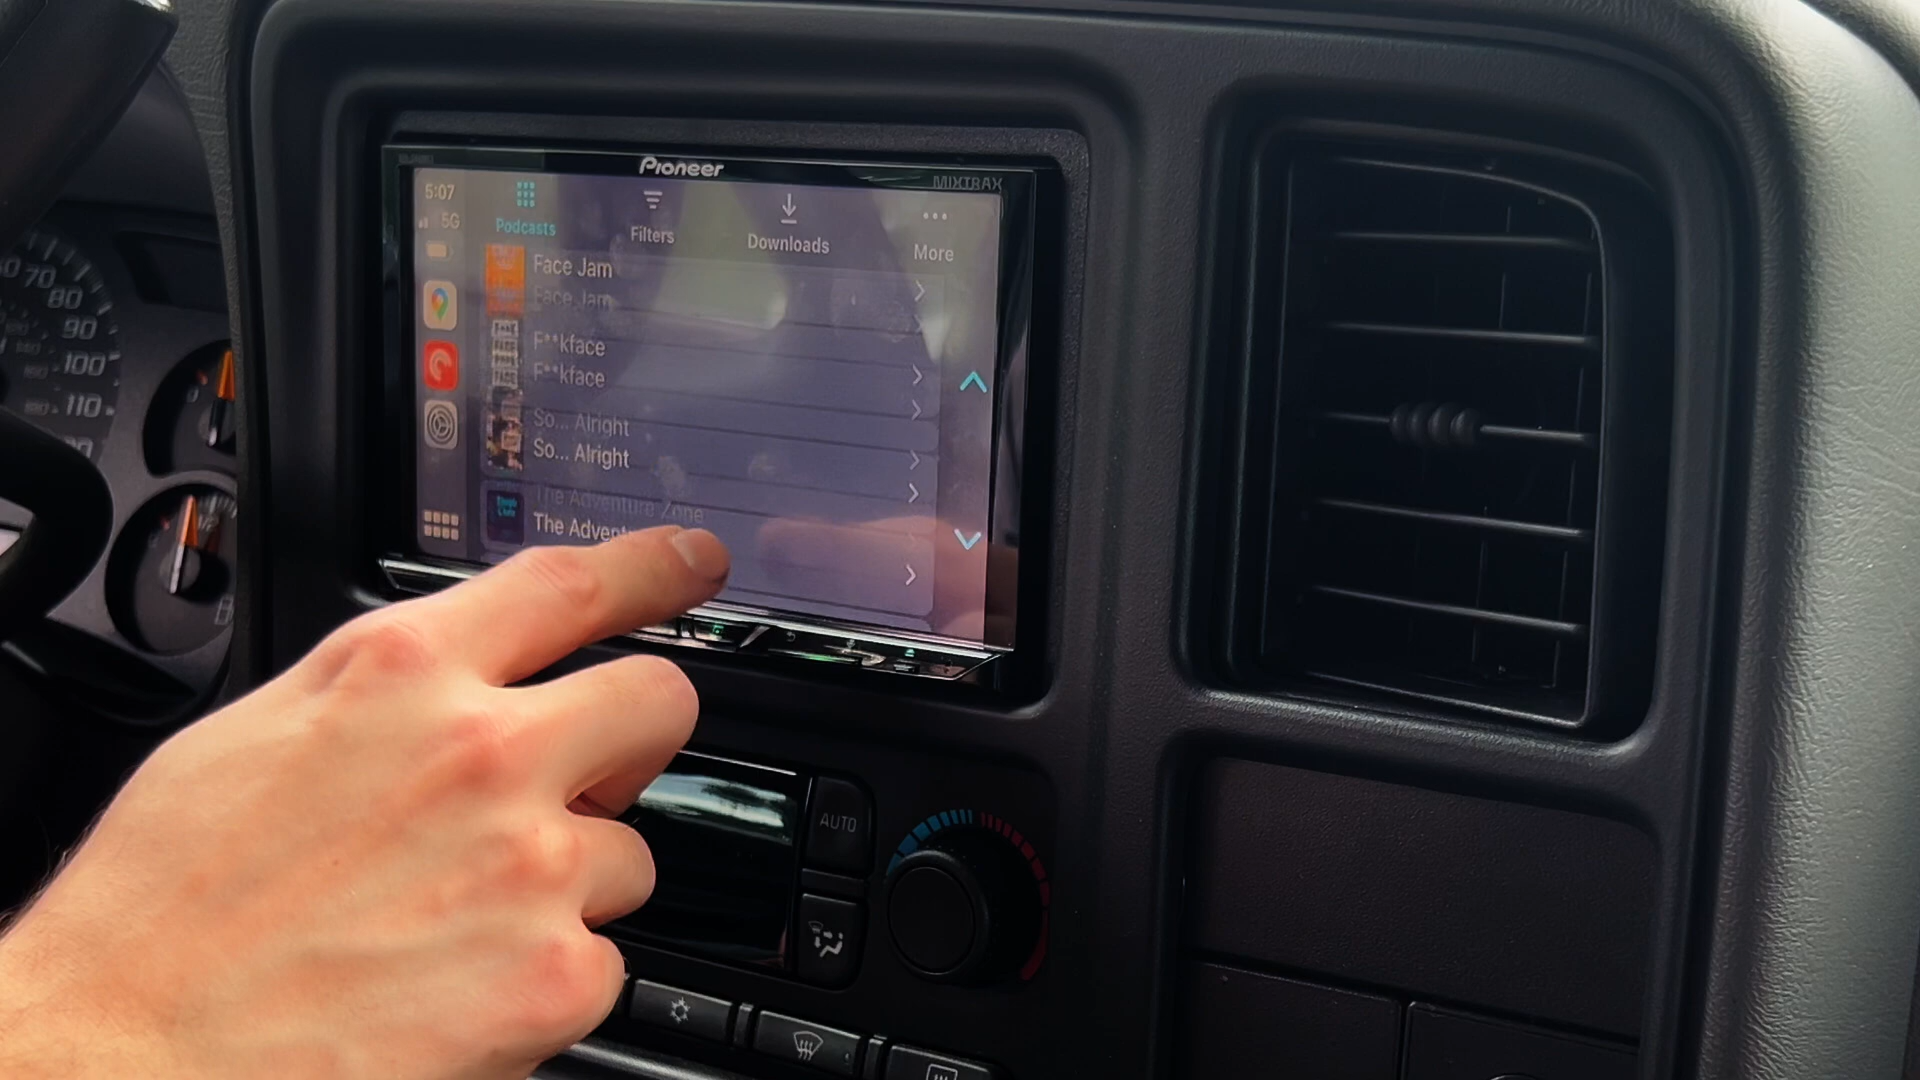 Pioneer
MIXTRAX
5:07
5G
Podcasts
Filters
Downloads
More
Face Jam
Face Jam
F**kface
F**kface
So... Alright
So... Alright
The Adventure Zone
The Advent
70
80
90
100
110
AUTO